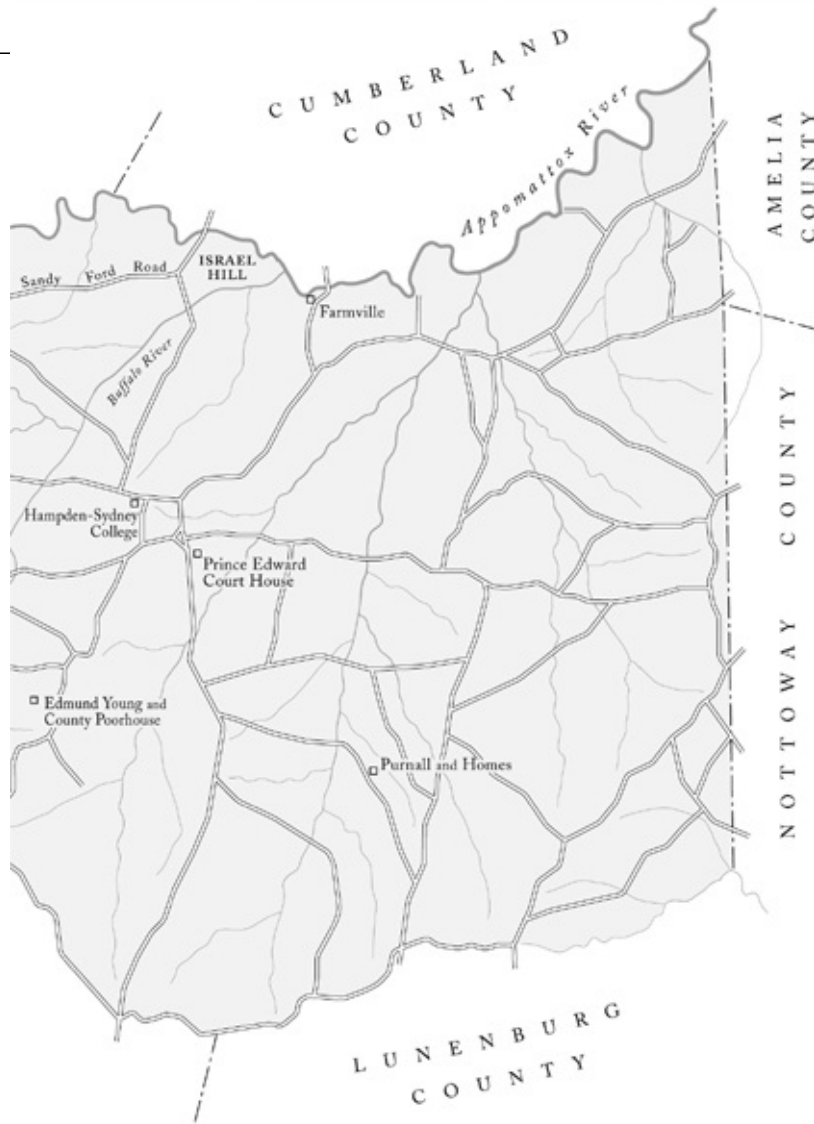 CUMBERLAND
COUNTY
Appomattox River
AMELIA
COUNTY
ISRAEL
HILL
Sandy Ford Road
Farmville
Buffalo River
NOTTOWAY COUNTY
Hampden-Sydney
College
Prince Edward
Court House
Edmund Young and
County Poorhouse
Purnall and Homes
LUNENBURG
COUNTY